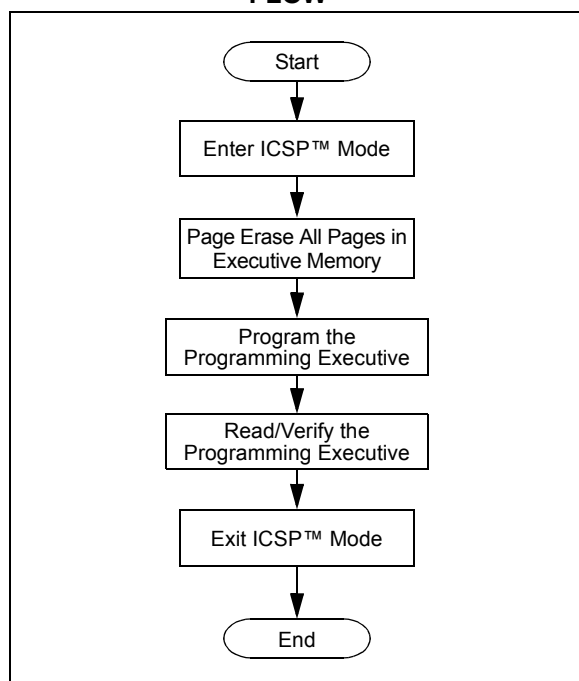 Start
Enter ICSP™ Mode
Page Erase All Pages in
Executive Memory
Program the
Programming Executive
Read/Verify the
Programming Executive
Exit ICSP™ Mode
End